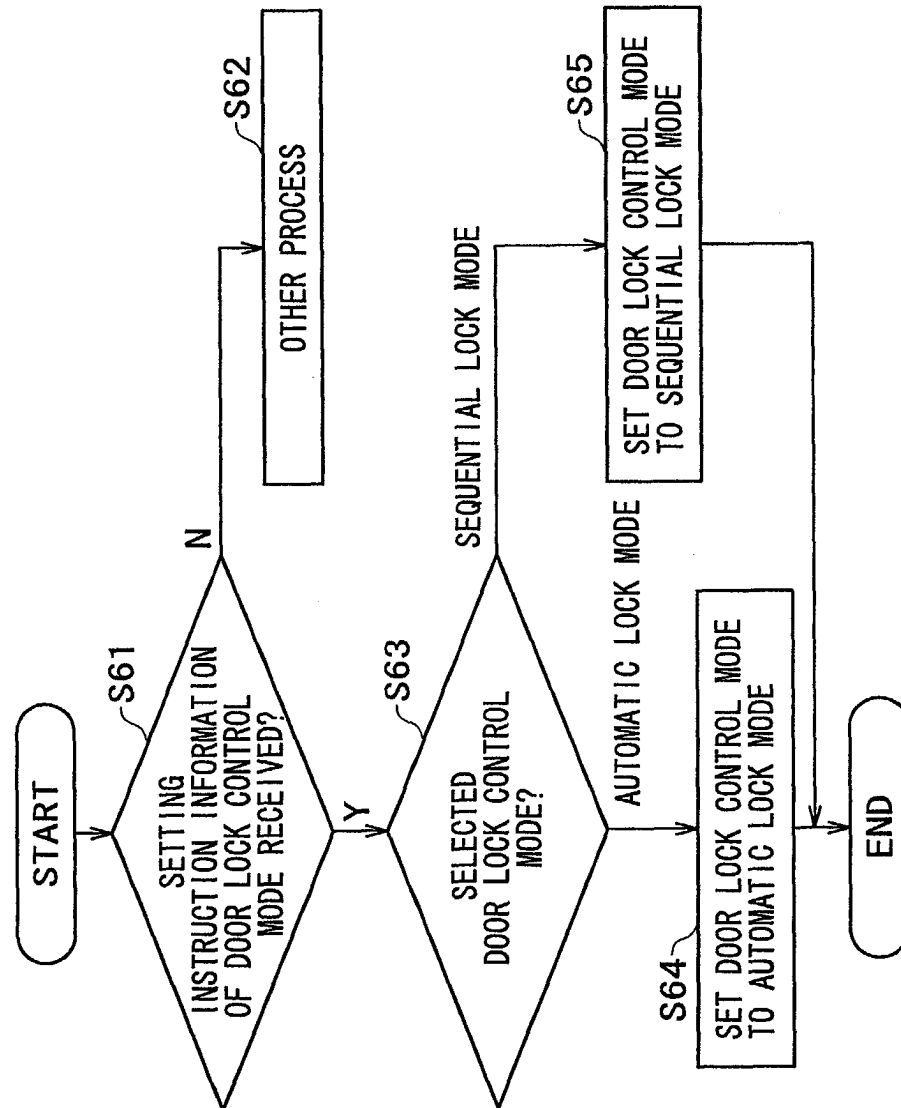 START
S61
SETTING
INSTRUCTION INFORMATION
OF DOOR LOCK CONTROL
MODE RECEIVED?
N
S62
OTHER PROCESS
Y
S63
SELECTED
DOOR LOCK CONTROL
MODE?
SEQUENTIAL LOCK MODE
S65
SET DOOR LOCK CONTROL MODE
TO SEQUENTIAL LOCK MODE
AUTOMATIC LOCK MODE
S64
SET DOOR LOCK CONTROL MODE
TO AUTOMATIC LOCK MODE
END